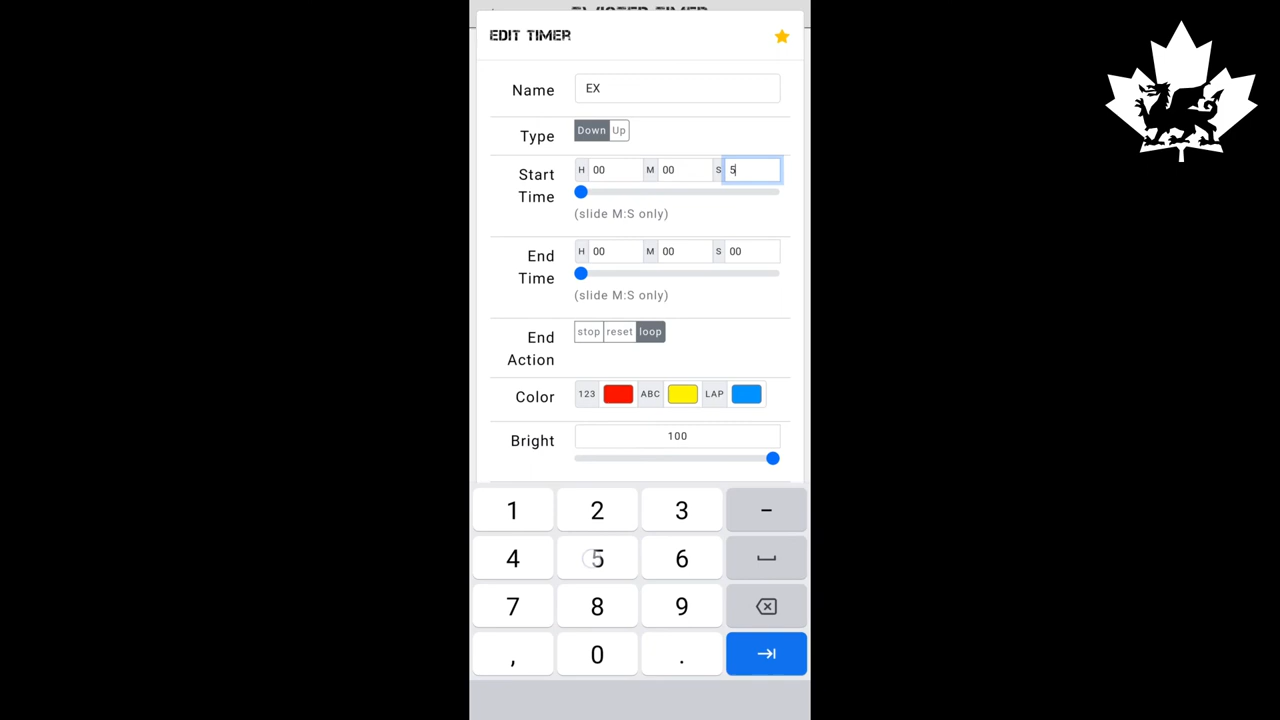 EDIT TIMER
Name EX
Type Down Up
Start Time H 00 M 00 S 5
(slide M:S only)
End Time H 00 M 00 S 00
(slide M:S only)
End Action stop reset loop
Color 123 ABC LAP
Bright 100
1 2 3 -
4 5 6
7 8 9
, 0 .